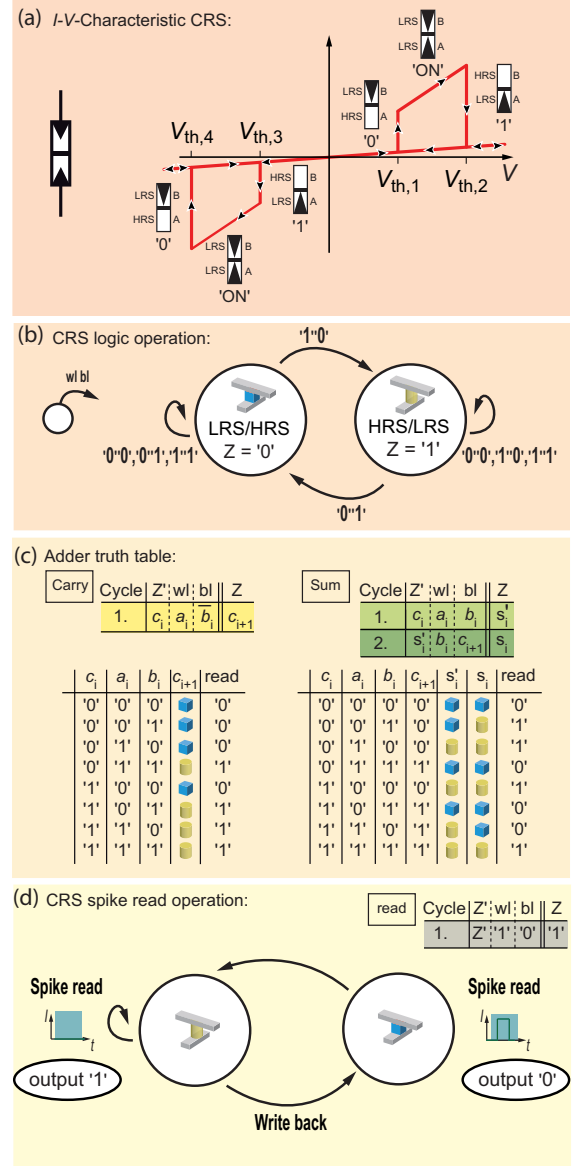 (a) I-V-Characteristic CRS:
LRS B
LRS A
'ON'
LRS B
HRS A
'0'
HRS B
LRS A
'1'
Vth,4
Vth,3
Vth,1
Vth,2
V
LRS B
HRS A
'0'
HRS B
LRS A
'1'
LRS B
LRS A
'ON'
(b) CRS logic operation:
'1''0'
wl bl
LRS/HRS
Z = '0'
HRS/LRS
Z = '1'
'0''0','0''1','1''1'
'0''0','1''0','1''1'
'0''1'
(c) Adder truth table:
Carry
Cycle Z' wl bl Z
1. ci ai b̅i ci+1
Sum
Cycle Z' wl bl Z
1. ci ai bi s'i
2. s'i bi ci+1 si
ci ai bi ci+1 read
'0' '0' '0' '0'
'0' '0' '1' '0'
'0' '1' '0' '0'
'0' '1' '1' '1'
'1' '0' '0' '0'
'1' '0' '1' '1'
'1' '1' '0' '1'
'1' '1' '1' '1'
ci ai bi ci+1 s'i si read
'0' '0' '0' '0' '0'
'0' '0' '1' '0' '1'
'0' '1' '0' '0' '1'
'0' '1' '1' '1' '0'
'1' '0' '0' '0' '1'
'1' '0' '1' '1' '0'
'1' '1' '0' '1' '0'
'1' '1' '1' '1' '1'
(d) CRS spike read operation:
read
Cycle Z' wl bl Z
1. Z' '1' '0' '1'
Spike read
I
t
output '1'
Spike read
I
t
output '0'
Write back